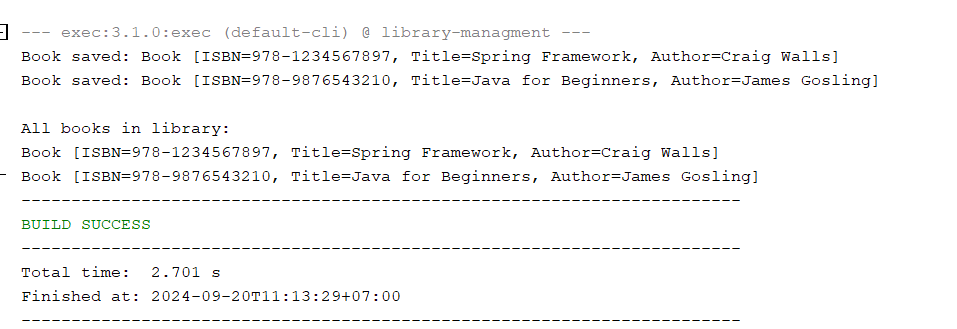 --- exec:3.1.0:exec (default-cli) @ library-managment ---
Book saved: Book [ISBN=978-1234567897, Title=Spring Framework, Author=Craig Walls]
Book saved: Book [ISBN=978-9876543210, Title=Java for Beginners, Author=James Gosling]

All books in library:
Book [ISBN=978-1234567897, Title=Spring Framework, Author=Craig Walls]
Book [ISBN=978-9876543210, Title=Java for Beginners, Author=James Gosling]
------------------------------------------------------------------------
BUILD SUCCESS
------------------------------------------------------------------------
Total time:  2.701 s
Finished at: 2024-09-20T11:13:29+07:00
------------------------------------------------------------------------